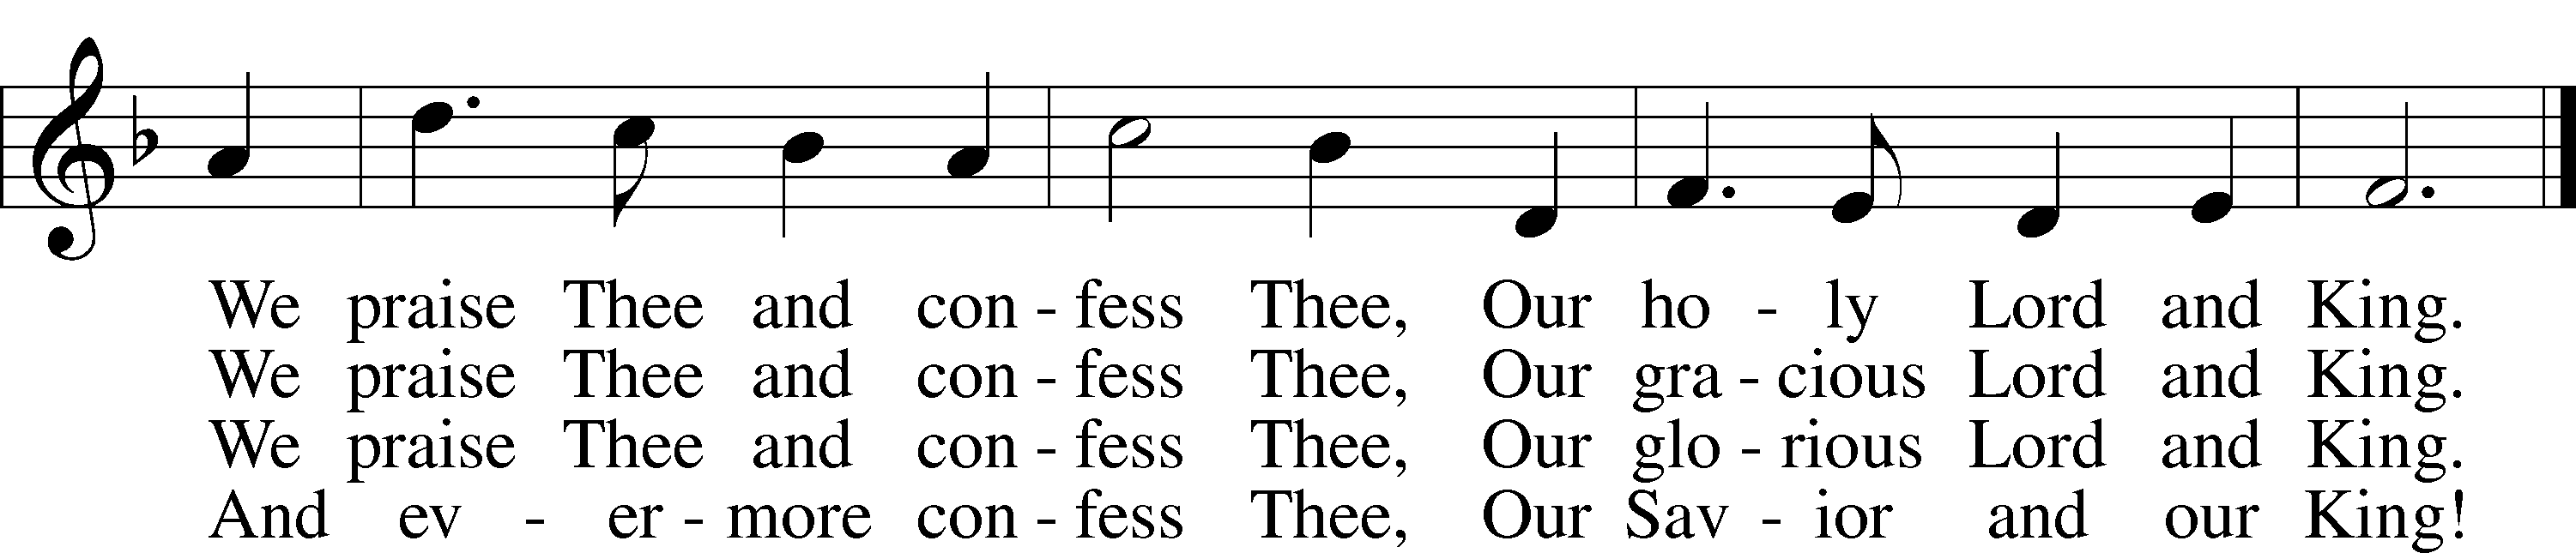 We praise Thee and con - fess Thee, Our ho - ly Lord and King.
We praise Thee and con - fess Thee, Our gra - cious Lord and King.
We praise Thee and con - fess Thee, Our glo - rious Lord and King.
And ev - er - more con - fess Thee, Our Sav - ior and our King!